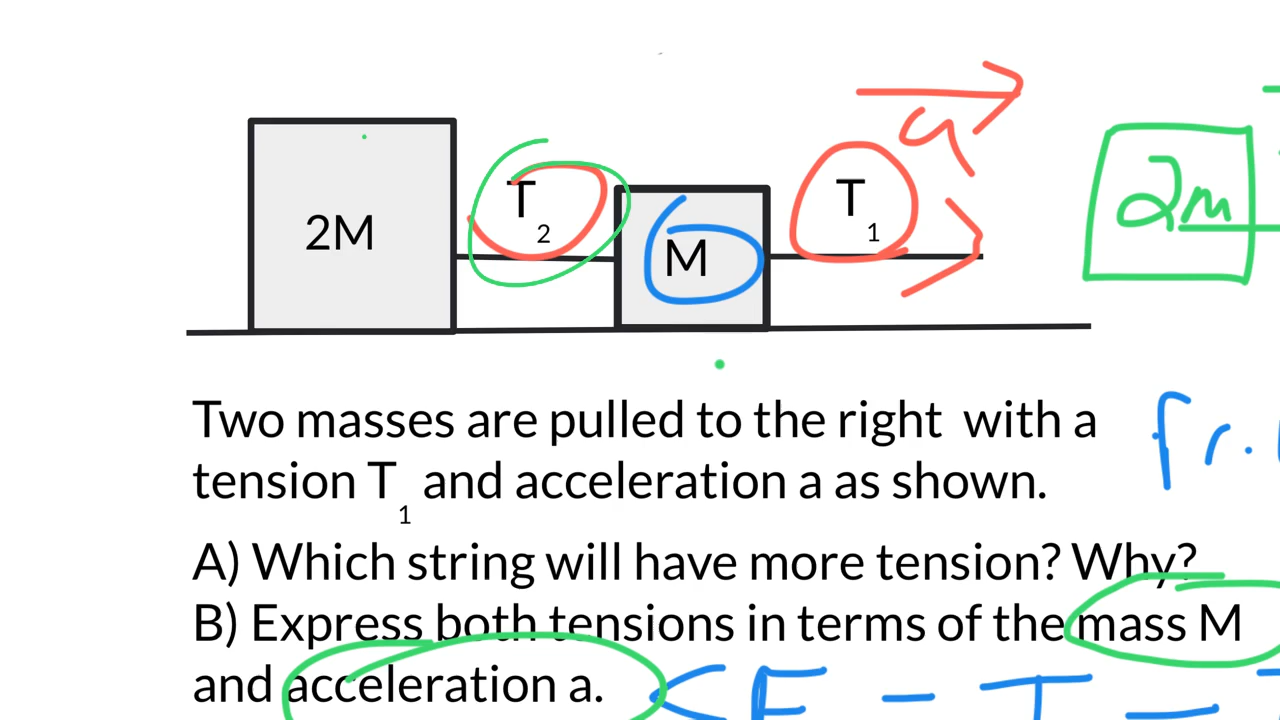 a
T2 T1 2m
2M M
Two masses are pulled to the right with a
fr.
tension T1 and acceleration a as shown.
A) Which string will have more tension? Why?
B) Express both tensions in terms of the mass M
and acceleration a.
F = T -